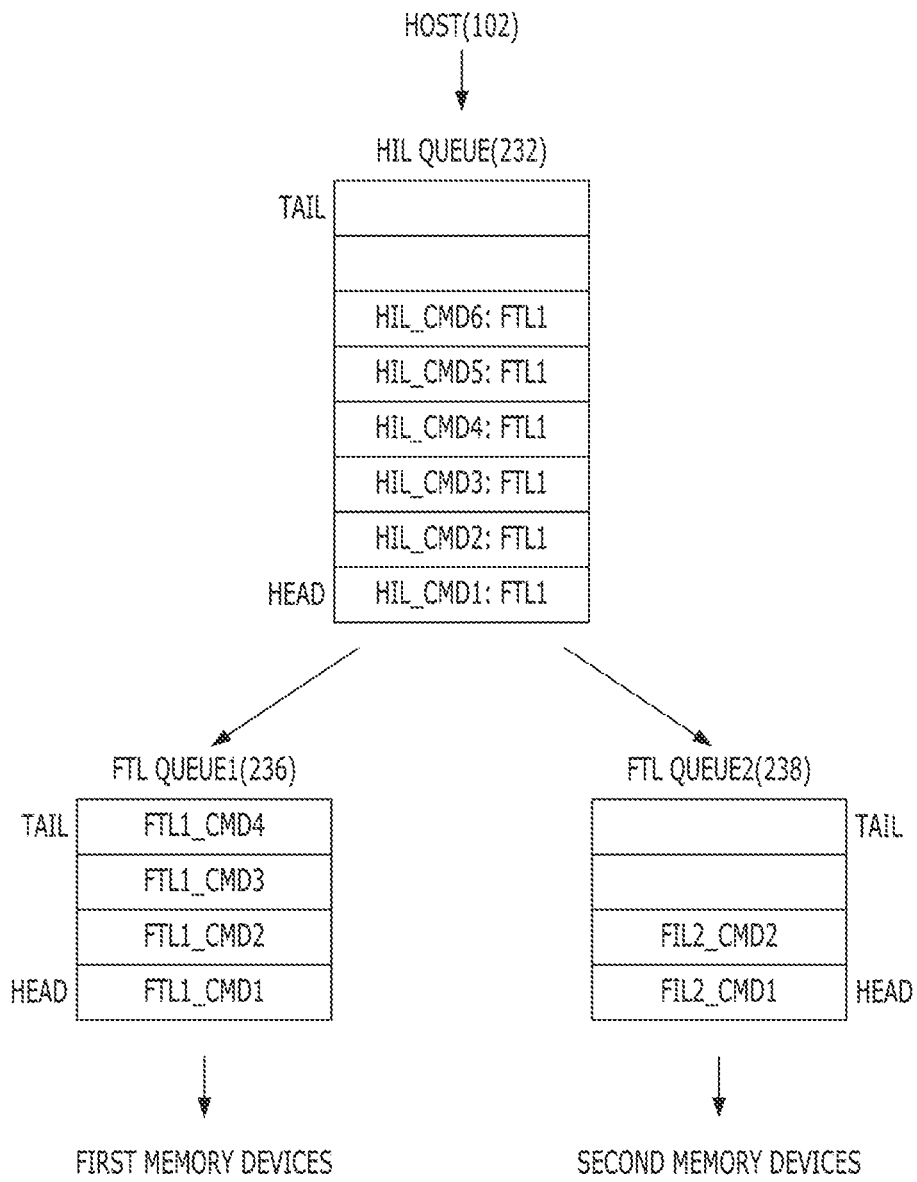 HOST(102)
HIL QUEUE(232)
TAIL
HIL_CMD6: FTL1
HIL_CMD5: FTL1
HIL_CMD4: FTL1
HIL_CMD3: FTL1
HIL_CMD2: FTL1
HEAD HIL_CMD1: FTL1
FTL QUEUE1(236)
TAIL FTL1_CMD4
FTL1_CMD3
FTL1_CMD2
HEAD FTL1_CMD1
FIRST MEMORY DEVICES
FTL QUEUE2(238)
TAIL
FIL2_CMD2
FIL2_CMD1 HEAD
SECOND MEMORY DEVICES